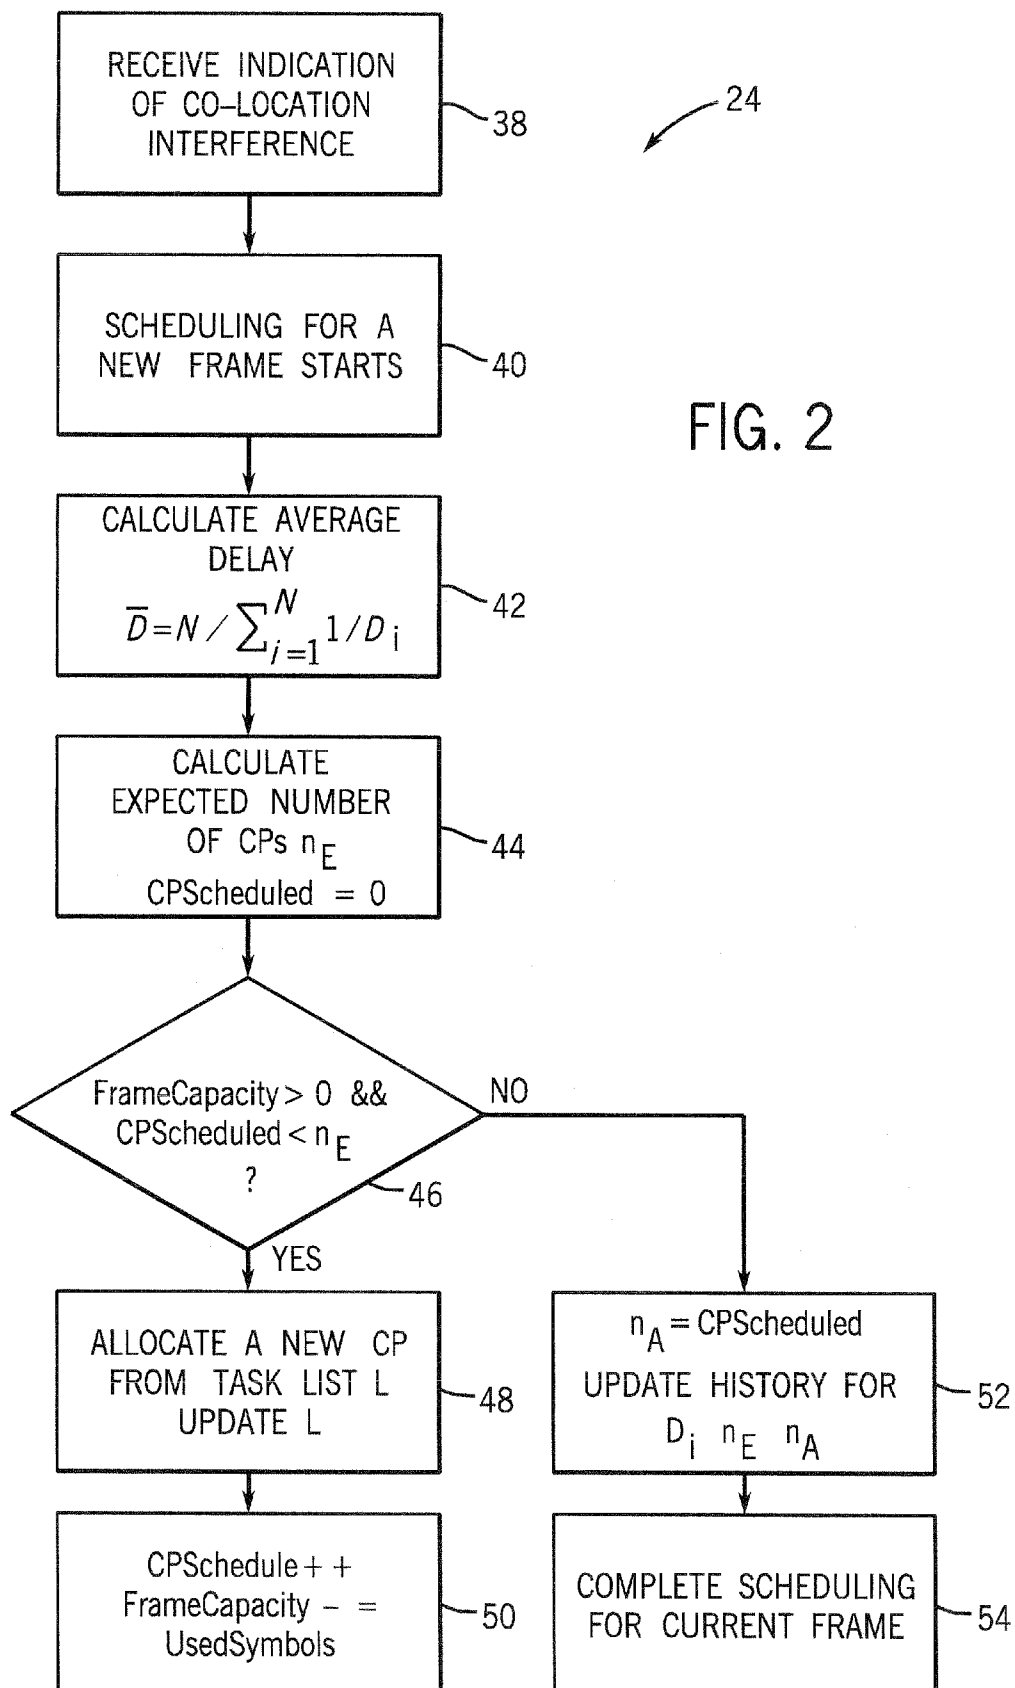 RECEIVE INDICATION
OF CO-LOCATION
INTERFERENCE
38
24
SCHEDULING FOR A
NEW FRAME STARTS
40
FIG. 2
CALCULATE AVERAGE
DELAY
D̅=N / ∑_{i=1}^{N} 1/D_i
42
CALCULATE
EXPECTED NUMBER
OF CPs n_E
CPScheduled = 0
44
FrameCapacity > 0 &&
CPScheduled < n_E
?
46
NO
YES
ALLOCATE A NEW CP
FROM TASK LIST L
UPDATE L
48
n_A = CPScheduled
UPDATE HISTORY FOR
D_i n_E n_A
52
CPSchedule + +
FrameCapacity - =
UsedSymbols
50
COMPLETE SCHEDULING
FOR CURRENT FRAME
54